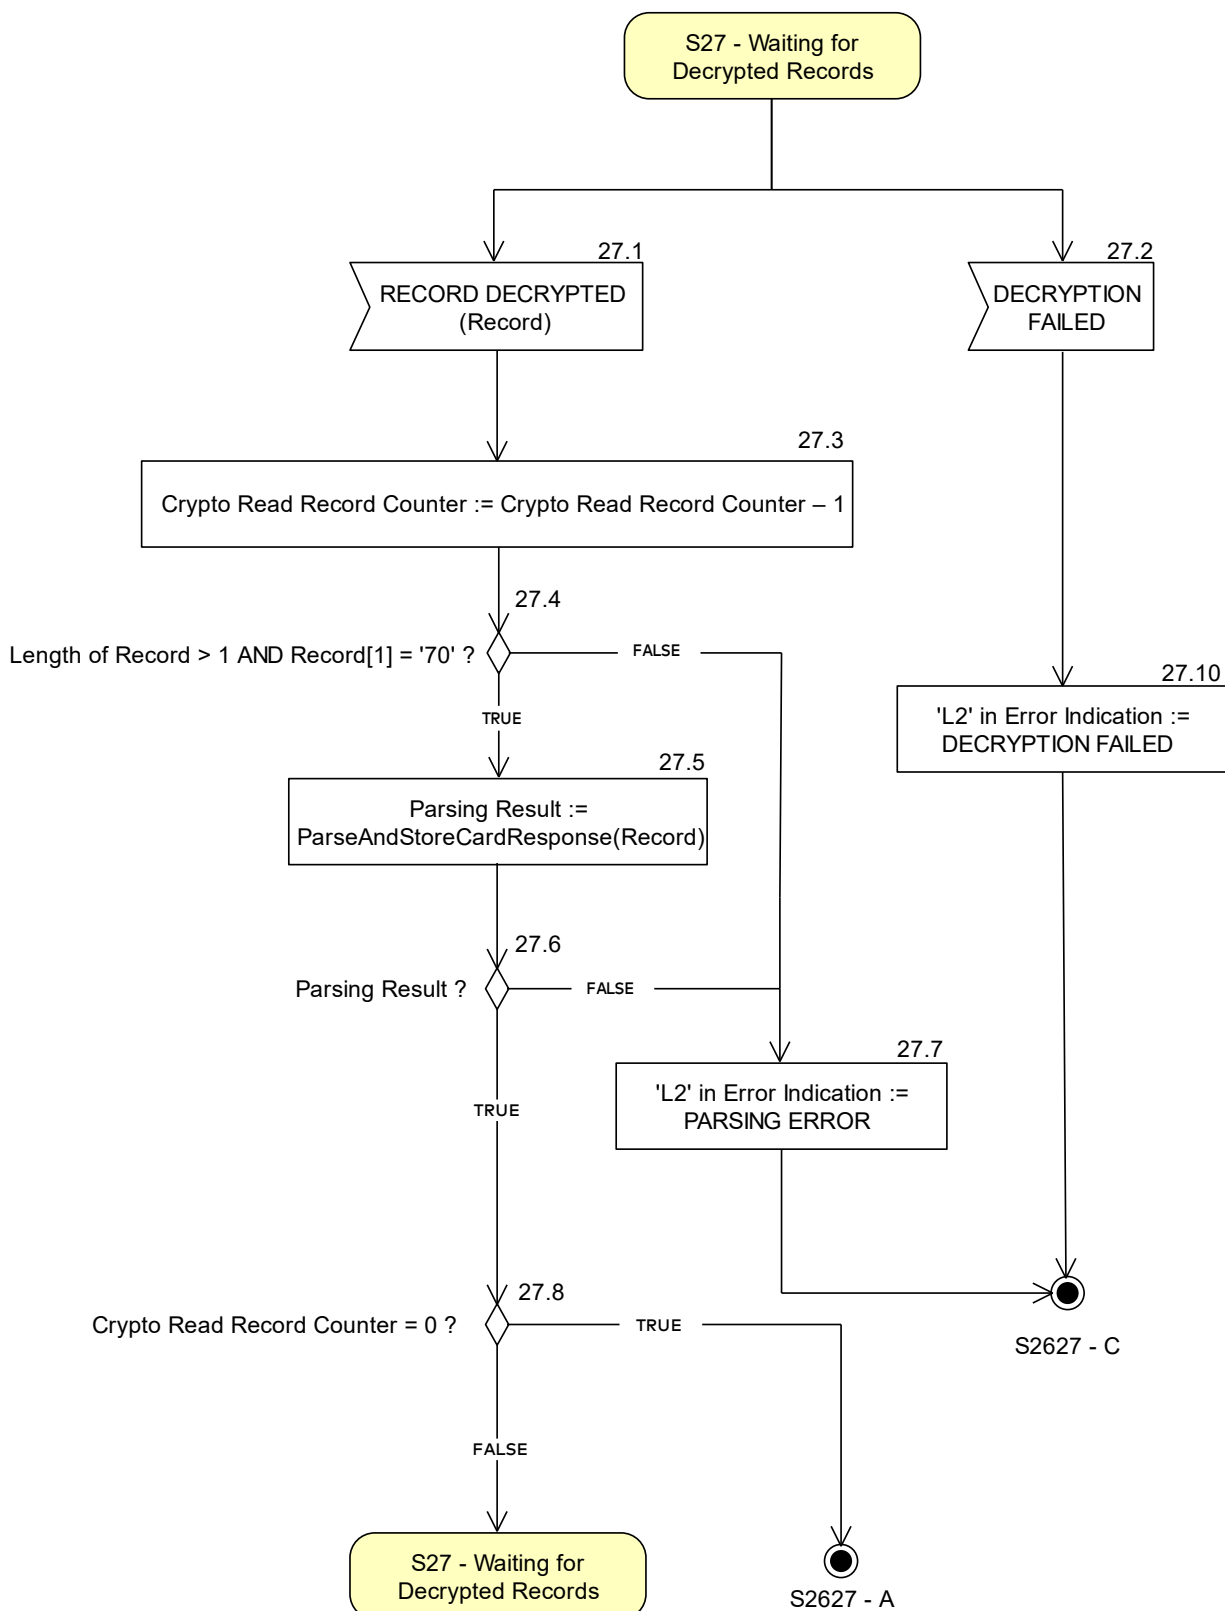 S27 - Waiting for
Decrypted Records
27.1
27.2
RECORD DECRYPTED
(Record)
DECRYPTION
FAILED
27.3
Crypto Read Record Counter := Crypto Read Record Counter – 1
27.4
Length of Record > 1 AND Record[1] = '70' ?
FALSE
TRUE
27.10
'L2' in Error Indication :=
DECRYPTION FAILED
27.5
Parsing Result :=
ParseAndStoreCardResponse(Record)
27.6
Parsing Result ?
FALSE
27.7
'L2' in Error Indication :=
PARSING ERROR
TRUE
27.8
Crypto Read Record Counter = 0 ?
TRUE
S2627 - C
FALSE
S27 - Waiting for
Decrypted Records
S2627 - A